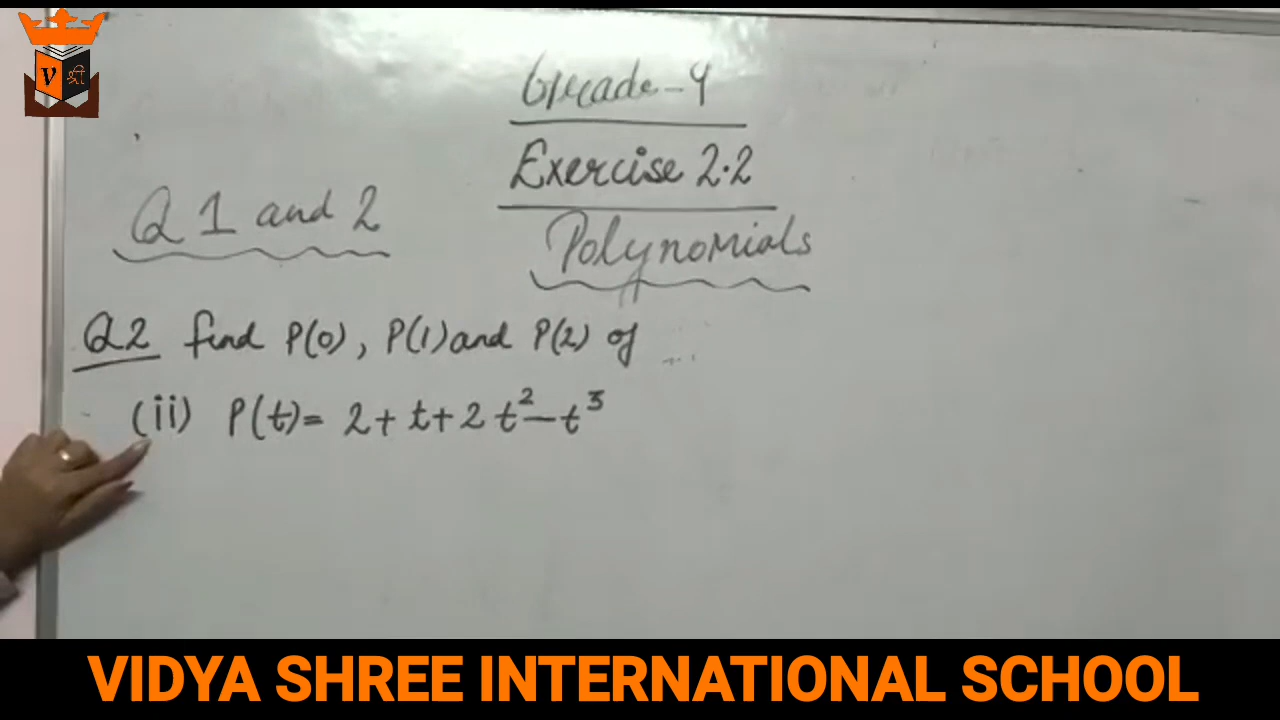 V श्री
Grade-9
Exercise 2.2
Q 1 and 2
Polynomials
Q2 find P(0), P(1) and P(2) of
(ii) P(t)= 2+t+2t²-t³
VIDYA SHREE INTERNATIONAL SCHOOL